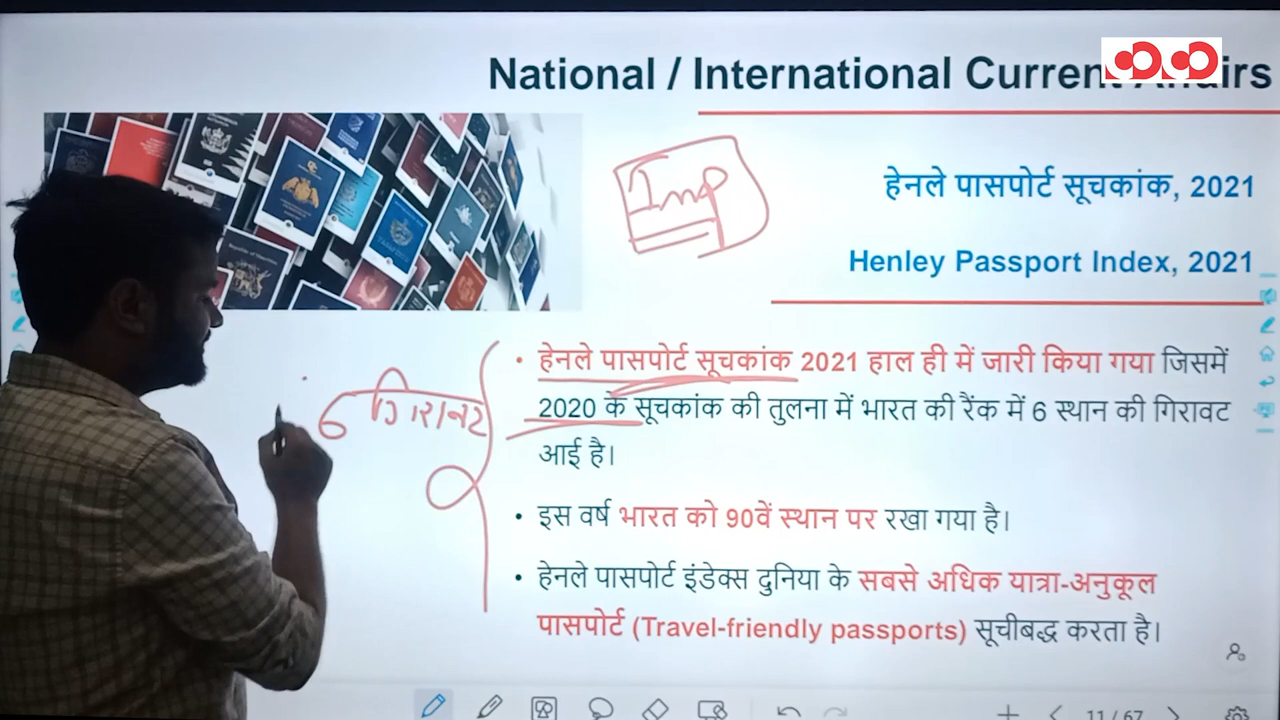 National / International Current Affairs
Imp
हेनले पासपोर्ट सूचकांक, 2021
Henley Passport Index, 2021
• हेनले पासपोर्ट सूचकांक 2021 हाल ही में जारी किया गया जिसमें
2020 के सूचकांक की तुलना में भारत की रैंक में 6 स्थान की गिरावट
आई है।
6 गिरावट
• इस वर्ष भारत को 90वें स्थान पर रखा गया है।
• हेनले पासपोर्ट इंडेक्स दुनिया के सबसे अधिक यात्रा-अनुकूल
पासपोर्ट (Travel-friendly passports) सूचीबद्ध करता है।
11 / 67